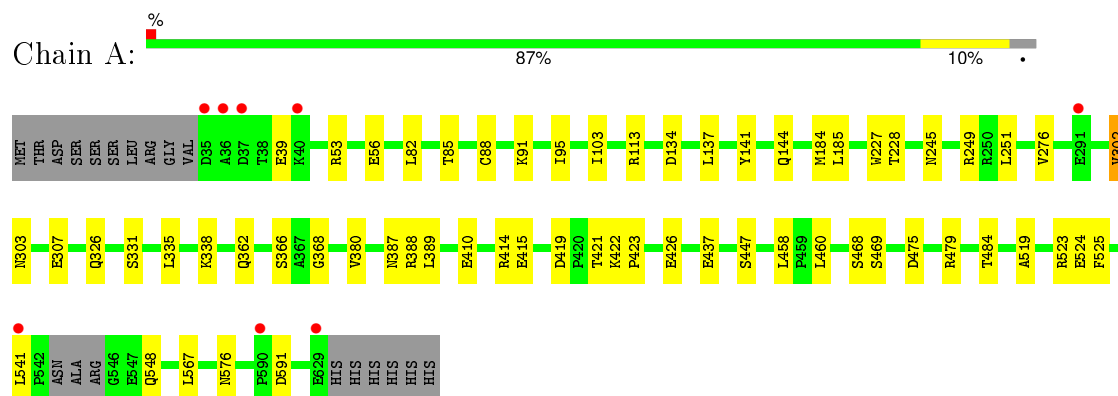 %
Chain A:
87% 10% •
MET THR ASP SER SER SER LEU ARG GLY VAL D35 A36 D37 T38 E39 K40 R53 E56 L82 T85 C88 K91 I95 I103 R113 D134 L137 Y141 Q144 M184 L185 W227 T228 N245 R249 R250 L251 V276 E291
N303 E307 Q326 S331 L335 K338 Q362 S366 A367 G368 V380 N387 R388 L389 E410 R414 E415 D419 P420 T421 K422 P423 E426 E437 S447 L458 P459 L460 S468 S469 D475 R479 T484 A519 R523 E524 F525
L541 P542 ASN ALA ARG G546 E547 Q548 L567 N576 P590 D591 E629 HIS HIS HIS HIS HIS HIS